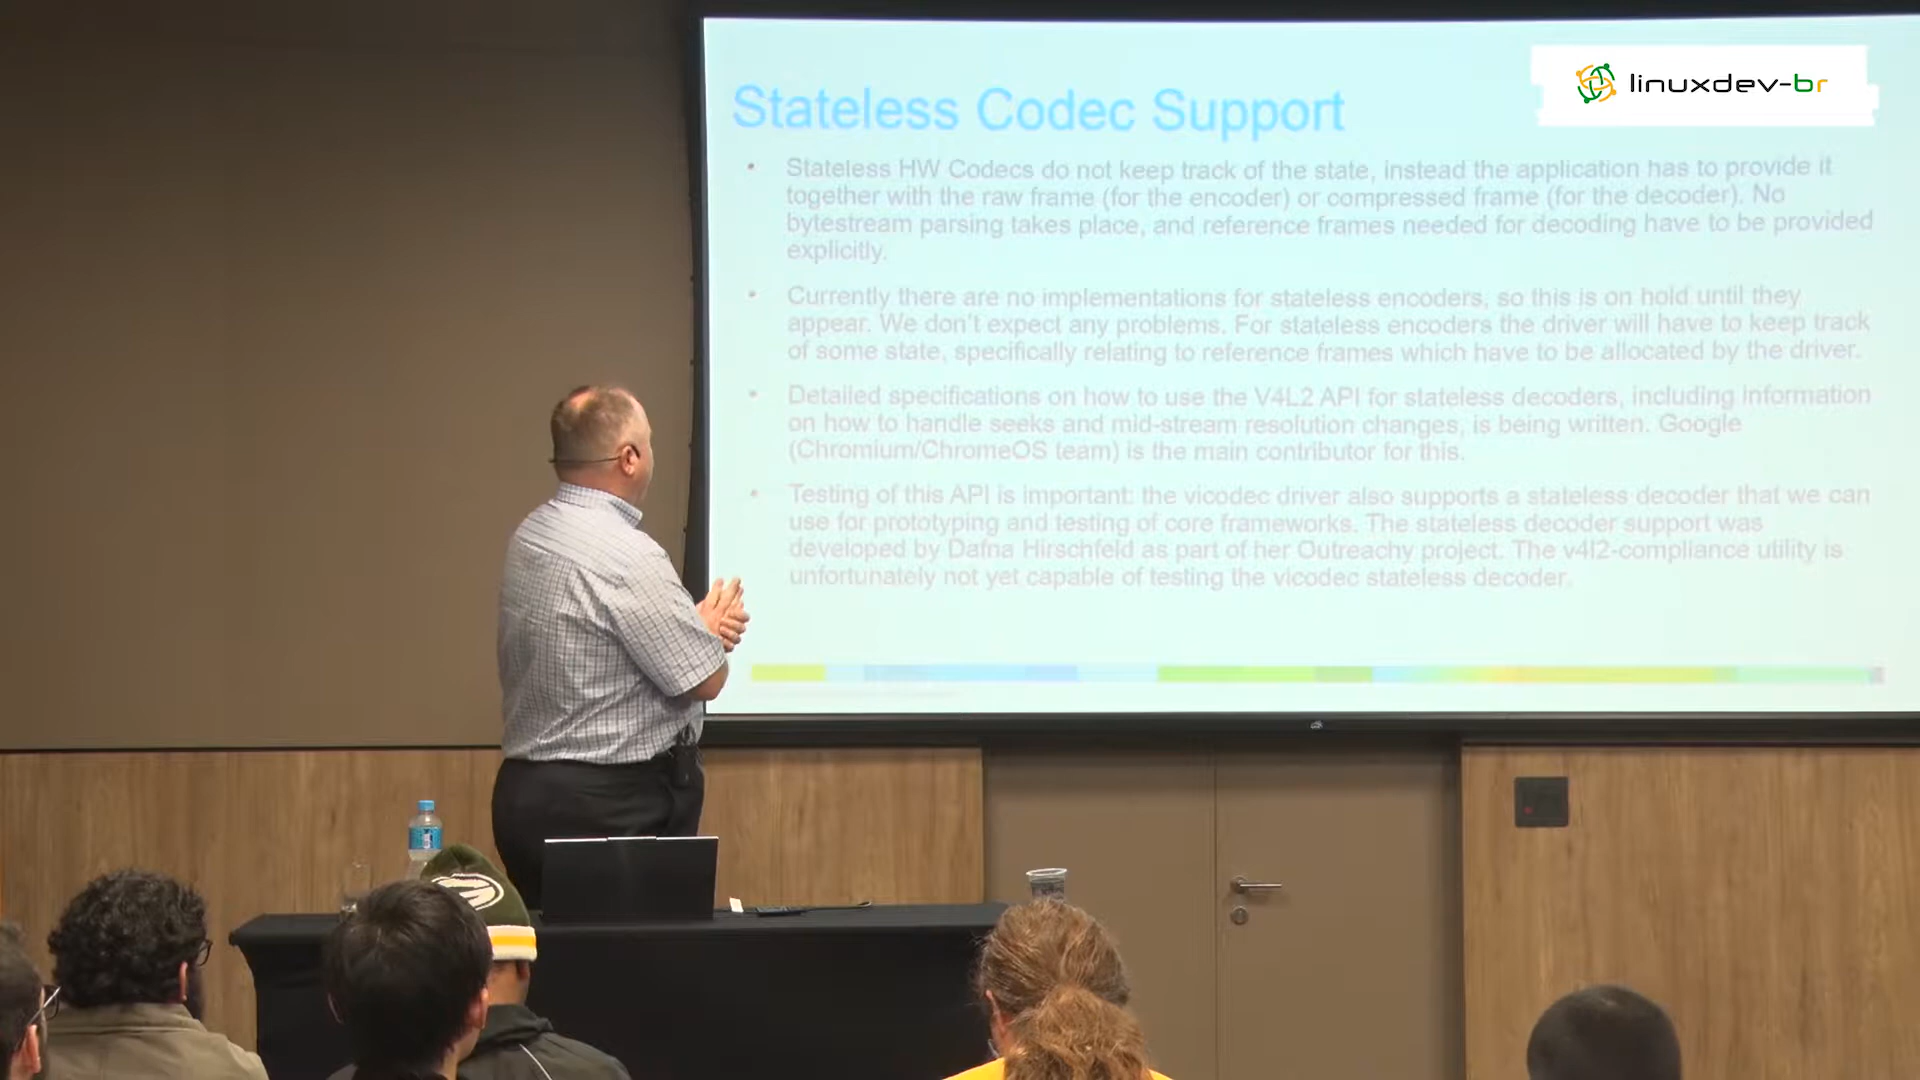 linuxdev-br
Stateless Codec Support
• Stateless HW Codecs do not keep track of the state, instead the application has to provide it
together with the raw frame (for the encoder) or compressed frame (for the decoder). No
bytestream parsing takes place, and reference frames needed for decoding have to be provided
explicitly.
• Currently there are no implementations for stateless encoders, so this is on hold until they
appear. We don't expect any problems. For stateless encoders the driver will have to keep track
of some state, specifically relating to reference frames which have to be allocated by the driver.
• Detailed specifications on how to use the V4L2 API for stateless decoders, including information
on how to handle seeks and mid-stream resolution changes, is being written. Google
(Chromium/ChromeOS team) is the main contributor for this.
• Testing of this API is important: the vicodec driver also supports a stateless decoder that we can
use for prototyping and testing of core frameworks. The stateless decoder support was
developed by Dafna Hirschfeld as part of her Outreachy project. The v4l2-compliance utility is
unfortunately not yet capable of testing the vicodec stateless decoder.